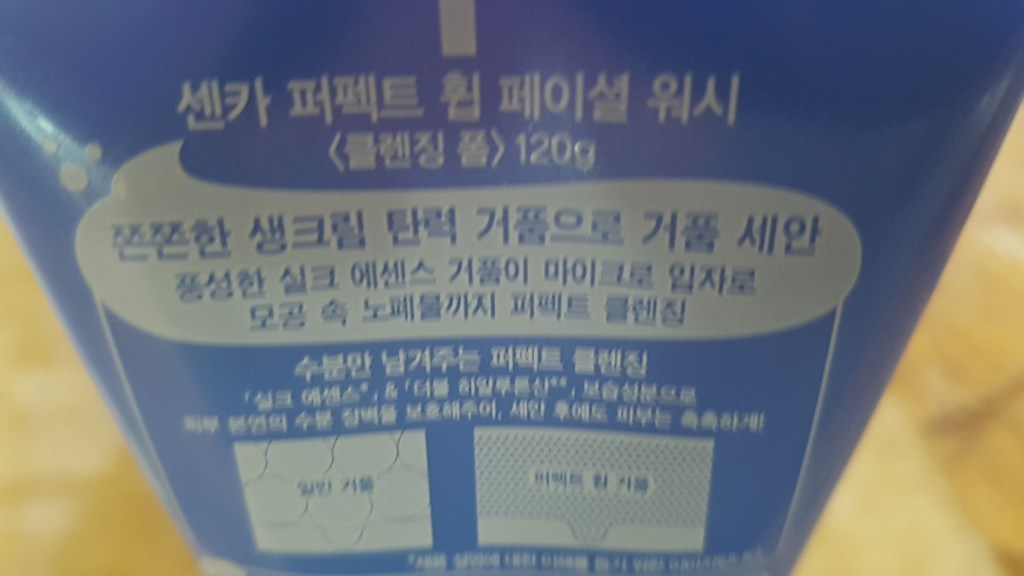 센카 퍼펙트 휩 페이셜 워시
<클렌징 폼> 120g
쫀쫀한 생크림 탄력 거품으로 거품 세안
풍성한 실크 에센스 거품이 마이크로 입자로
모공 속 노폐물까지 퍼펙트 클렌징
수분만 남겨주는 퍼펙트 클렌징
「실크 에센스*」&「더블 히알루론산**」보습성분으로
피부 본연의 수분 장벽을 보호해주어, 세안 후에도 피부는 촉촉하게!
일반 거품
퍼펙트 휩 거품